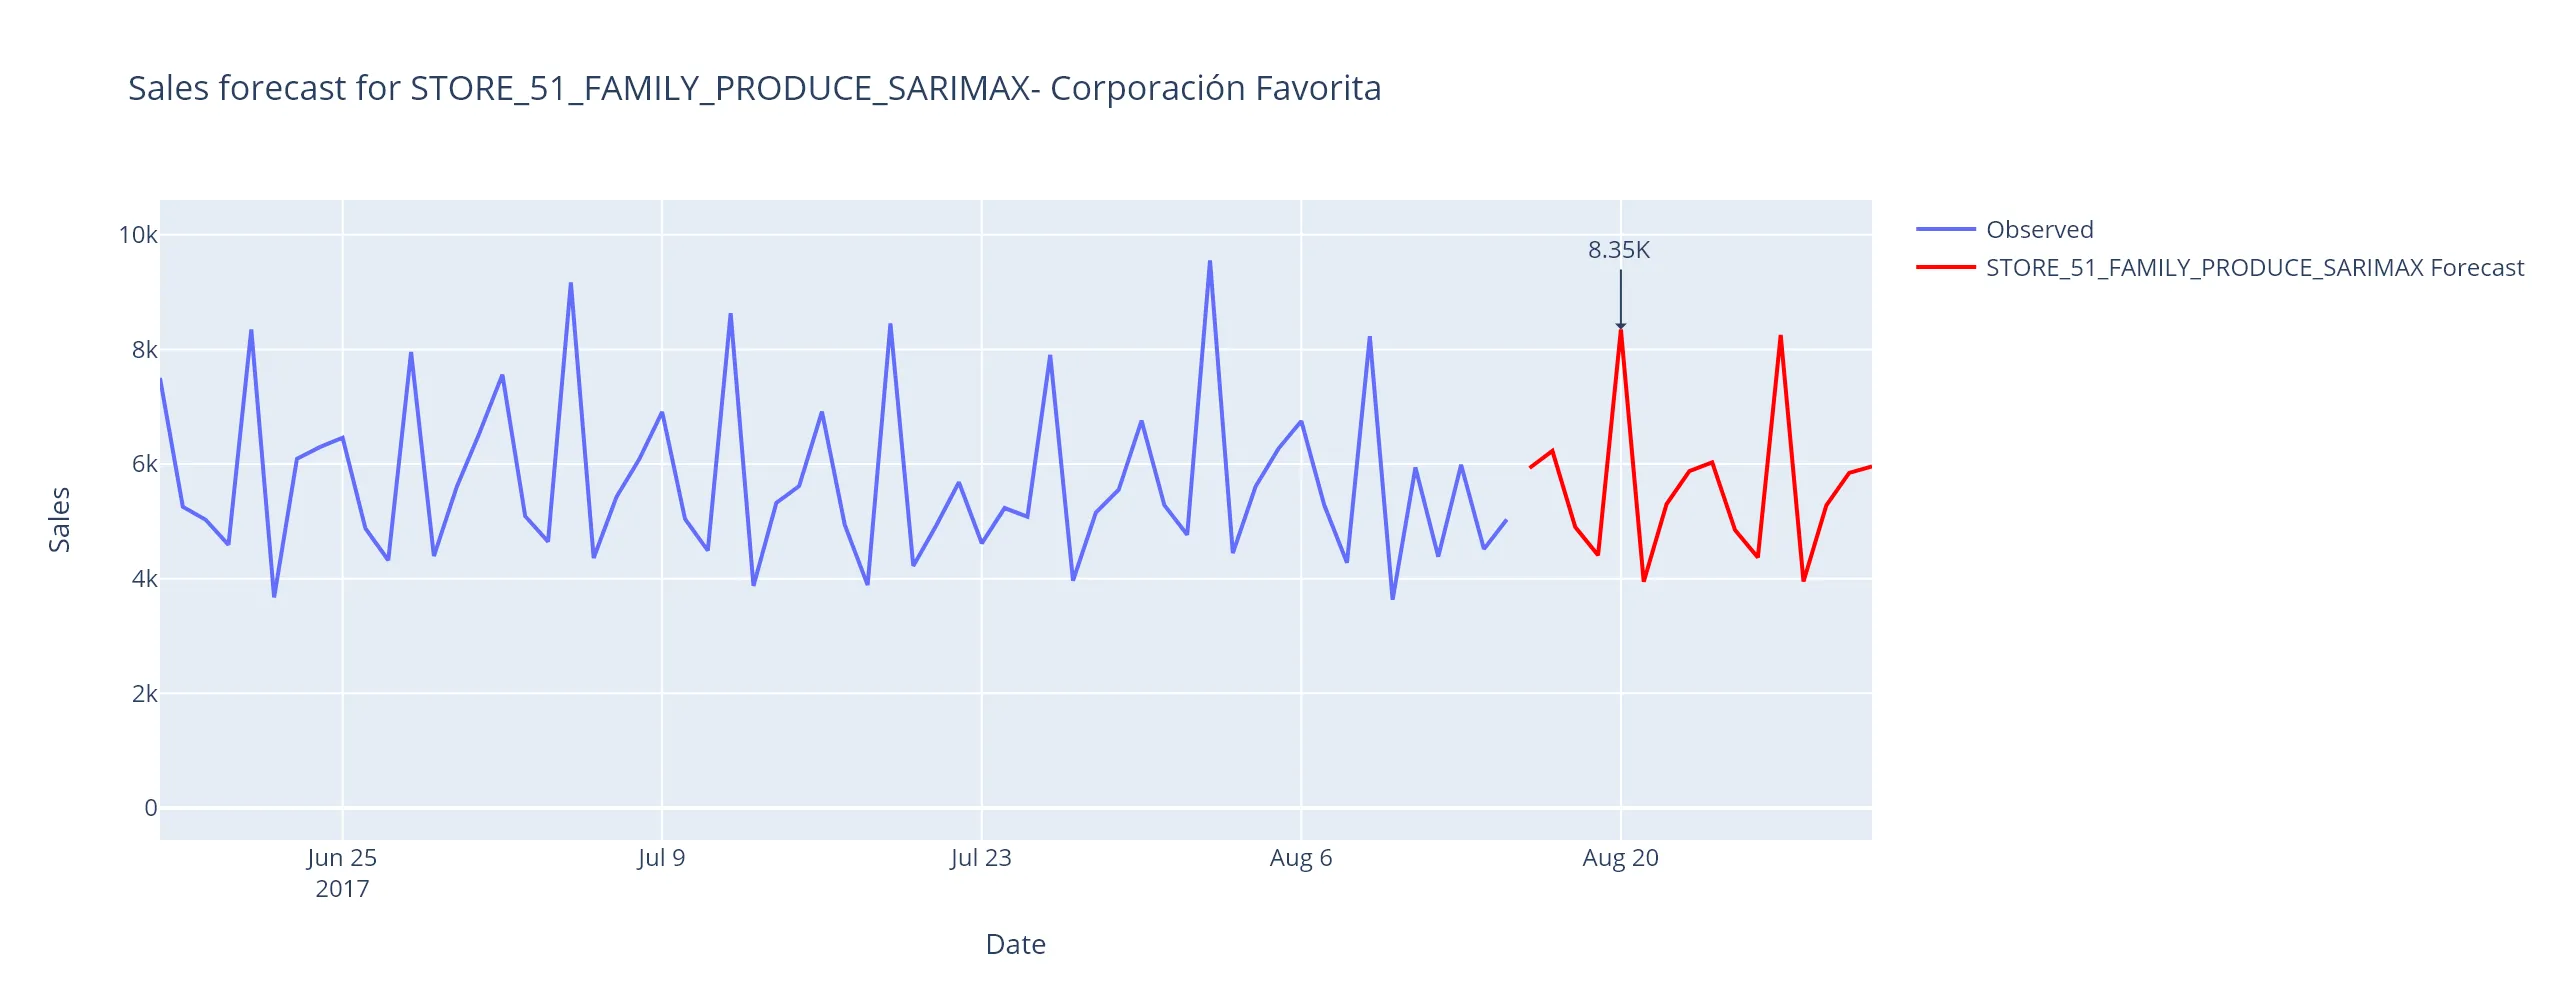 Sales forecast for STORE_51_FAMILY_PRODUCE_SARIMAX- Corporación Favorita
Observed
STORE_51_FAMILY_PRODUCE_SARIMAX Forecast
10k
8.35K
8k
6k
4k
2k
0
Sales
Jun 25
2017
Jul 9
Jul 23
Aug 6
Aug 20
Date